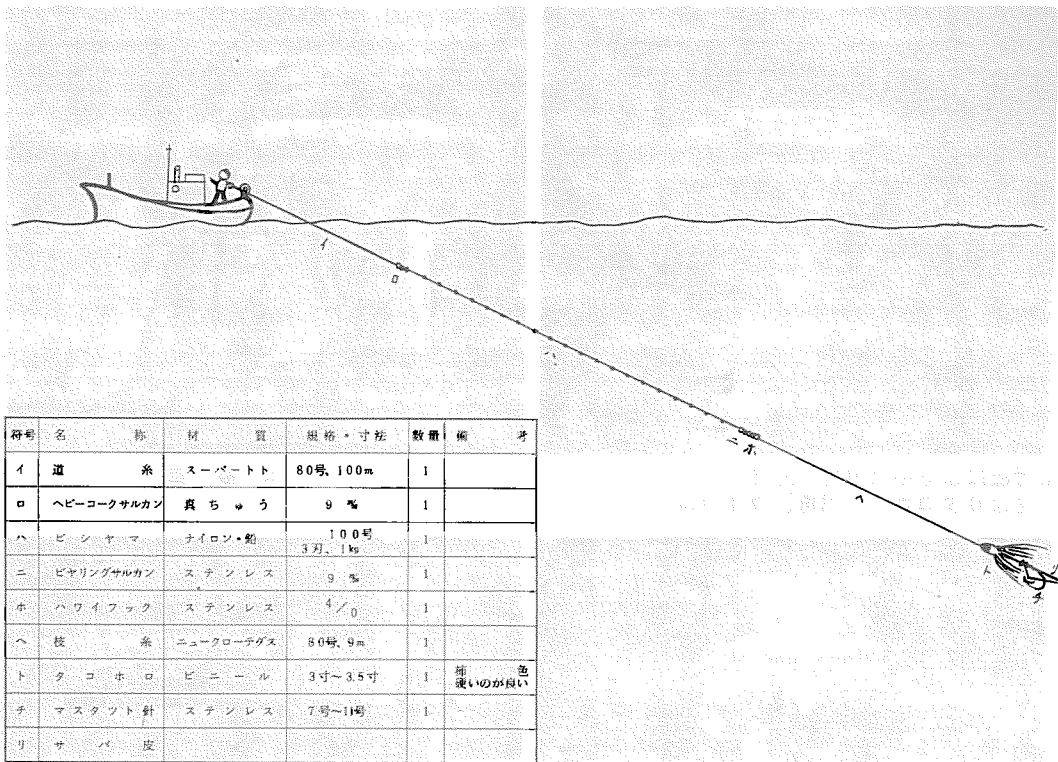 イ
ロ
ニ ホ
ヘ
ト
チ
リ
符号 名称 材質 規格・寸法 数量 備考
イ 道糸 スーパートト 80号、100m 1
ロ ヘビーコークサルカン 真ちゅう 9 ㎜ 1
ハ ビシヤマ ナイロン・鉛 100号 1
3匁、1kg
ニ ビヤリングサルカン ステンレス 9 ㎜ 1
ホ ハワイフック ステンレス 4/0 1
ヘ 枝糸 ニュークローテグス 80号、9m 1
ト タコホロ ビニール 3寸〜3.5寸 1 柿色
硬いのが良い
チ マスタツト針 ステンレス 7号〜11号 1
リ サバ皮